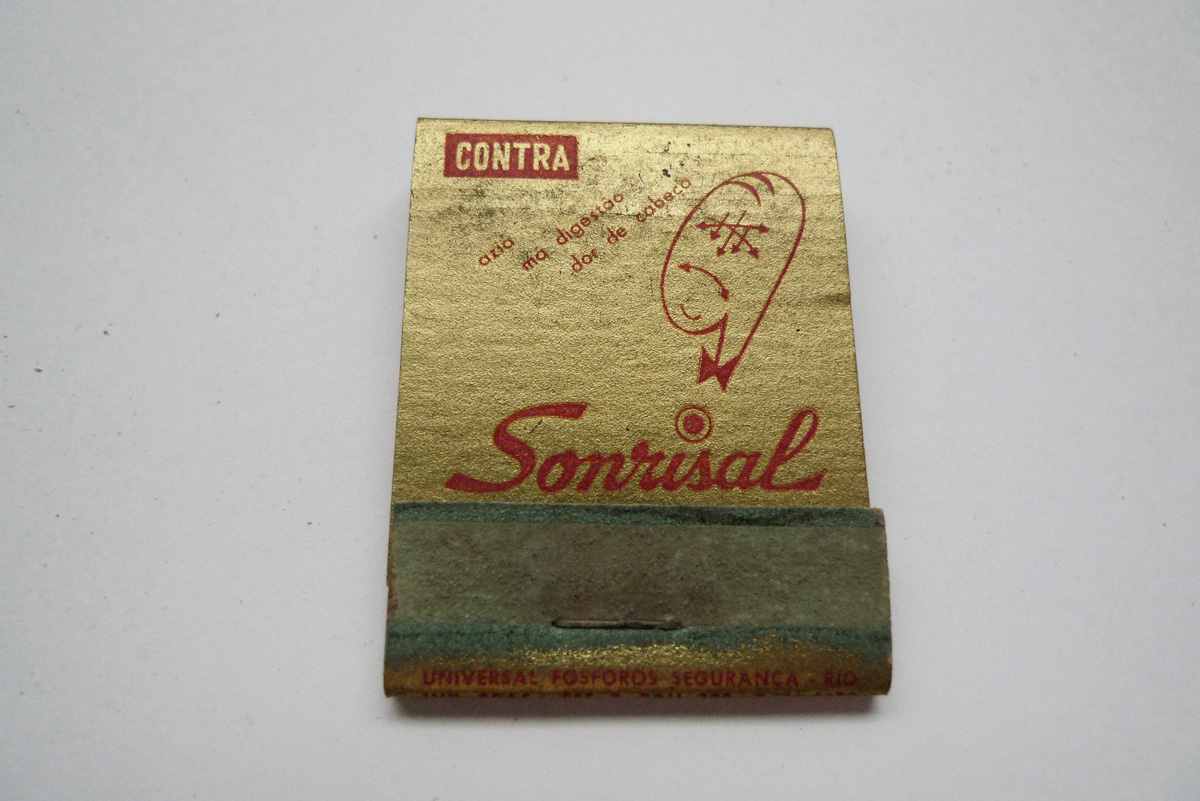 CONTRA
azia
má digestão
dor de cabeça
Sonrisal
UNIVERSAL FOSFOROS SEGURANÇA - RIO